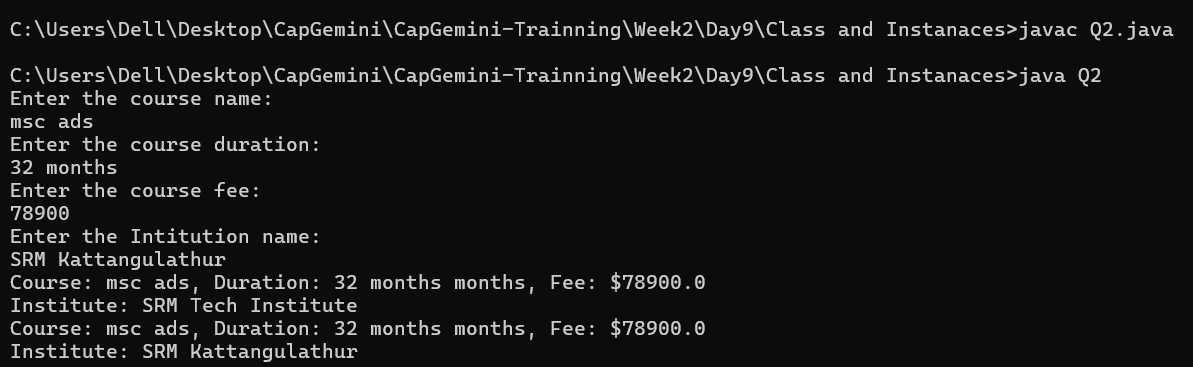 C:\Users\Dell\Desktop\CapGemini\CapGemini-Trainning\Week2\Day9\Class and Instanaces>javac Q2.java
C:\Users\Dell\Desktop\CapGemini\CapGemini-Trainning\Week2\Day9\Class and Instanaces>java Q2
Enter the course name:
msc ads
Enter the course duration:
32 months
Enter the course fee:
78900
Enter the Intitution name:
SRM Kattangulathur
Course: msc ads, Duration: 32 months months, Fee: $78900.0
Institute: SRM Tech Institute
Course: msc ads, Duration: 32 months months, Fee: $78900.0
Institute: SRM Kattangulathur